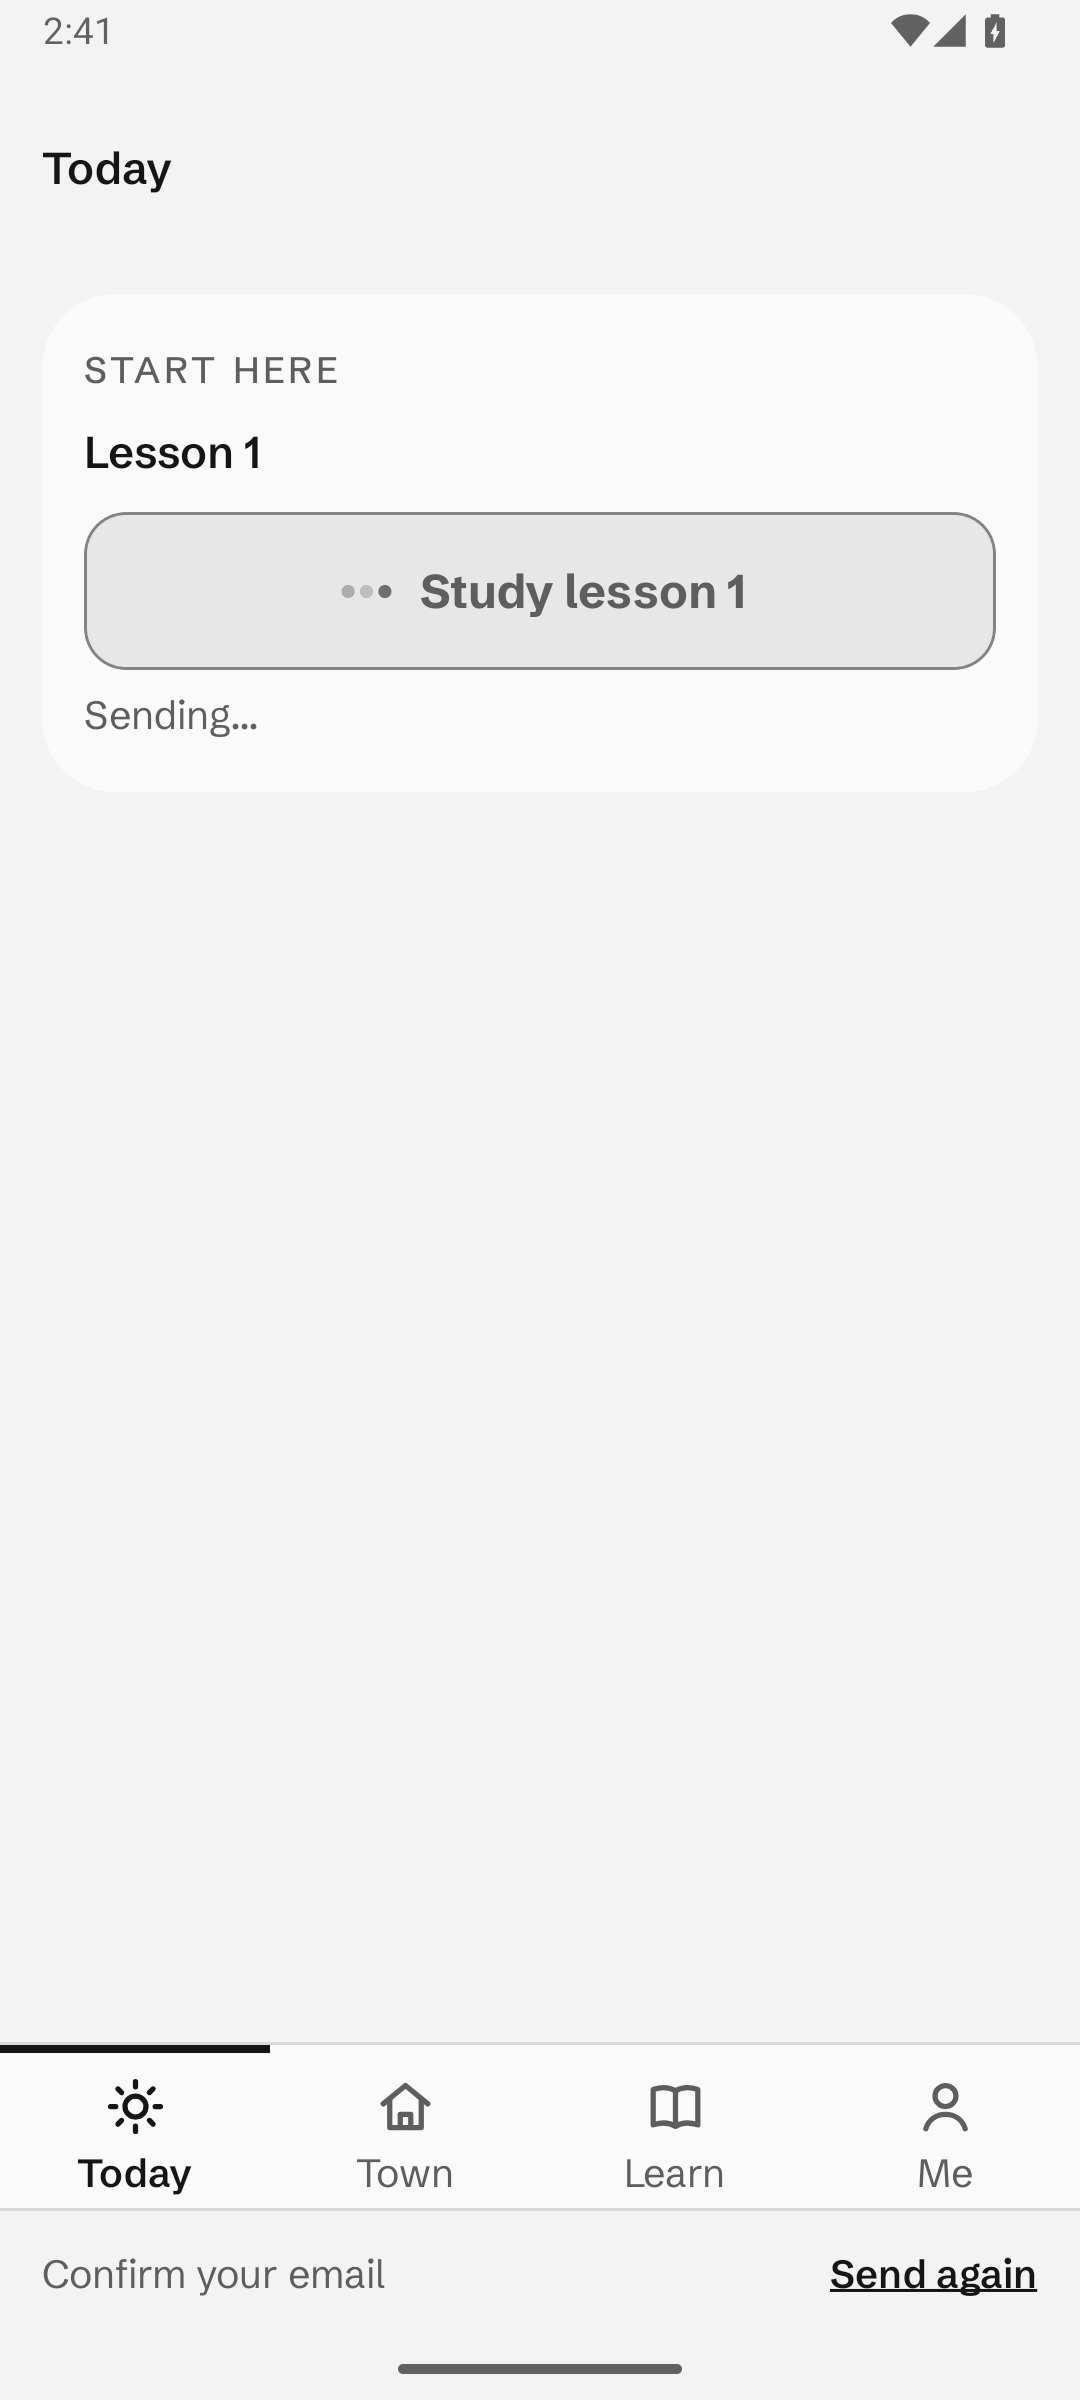 2:41
Today
START HERE
Lesson 1
Study lesson 1
Sending...
Today
Town
Learn
Me
Confirm your email
Send again